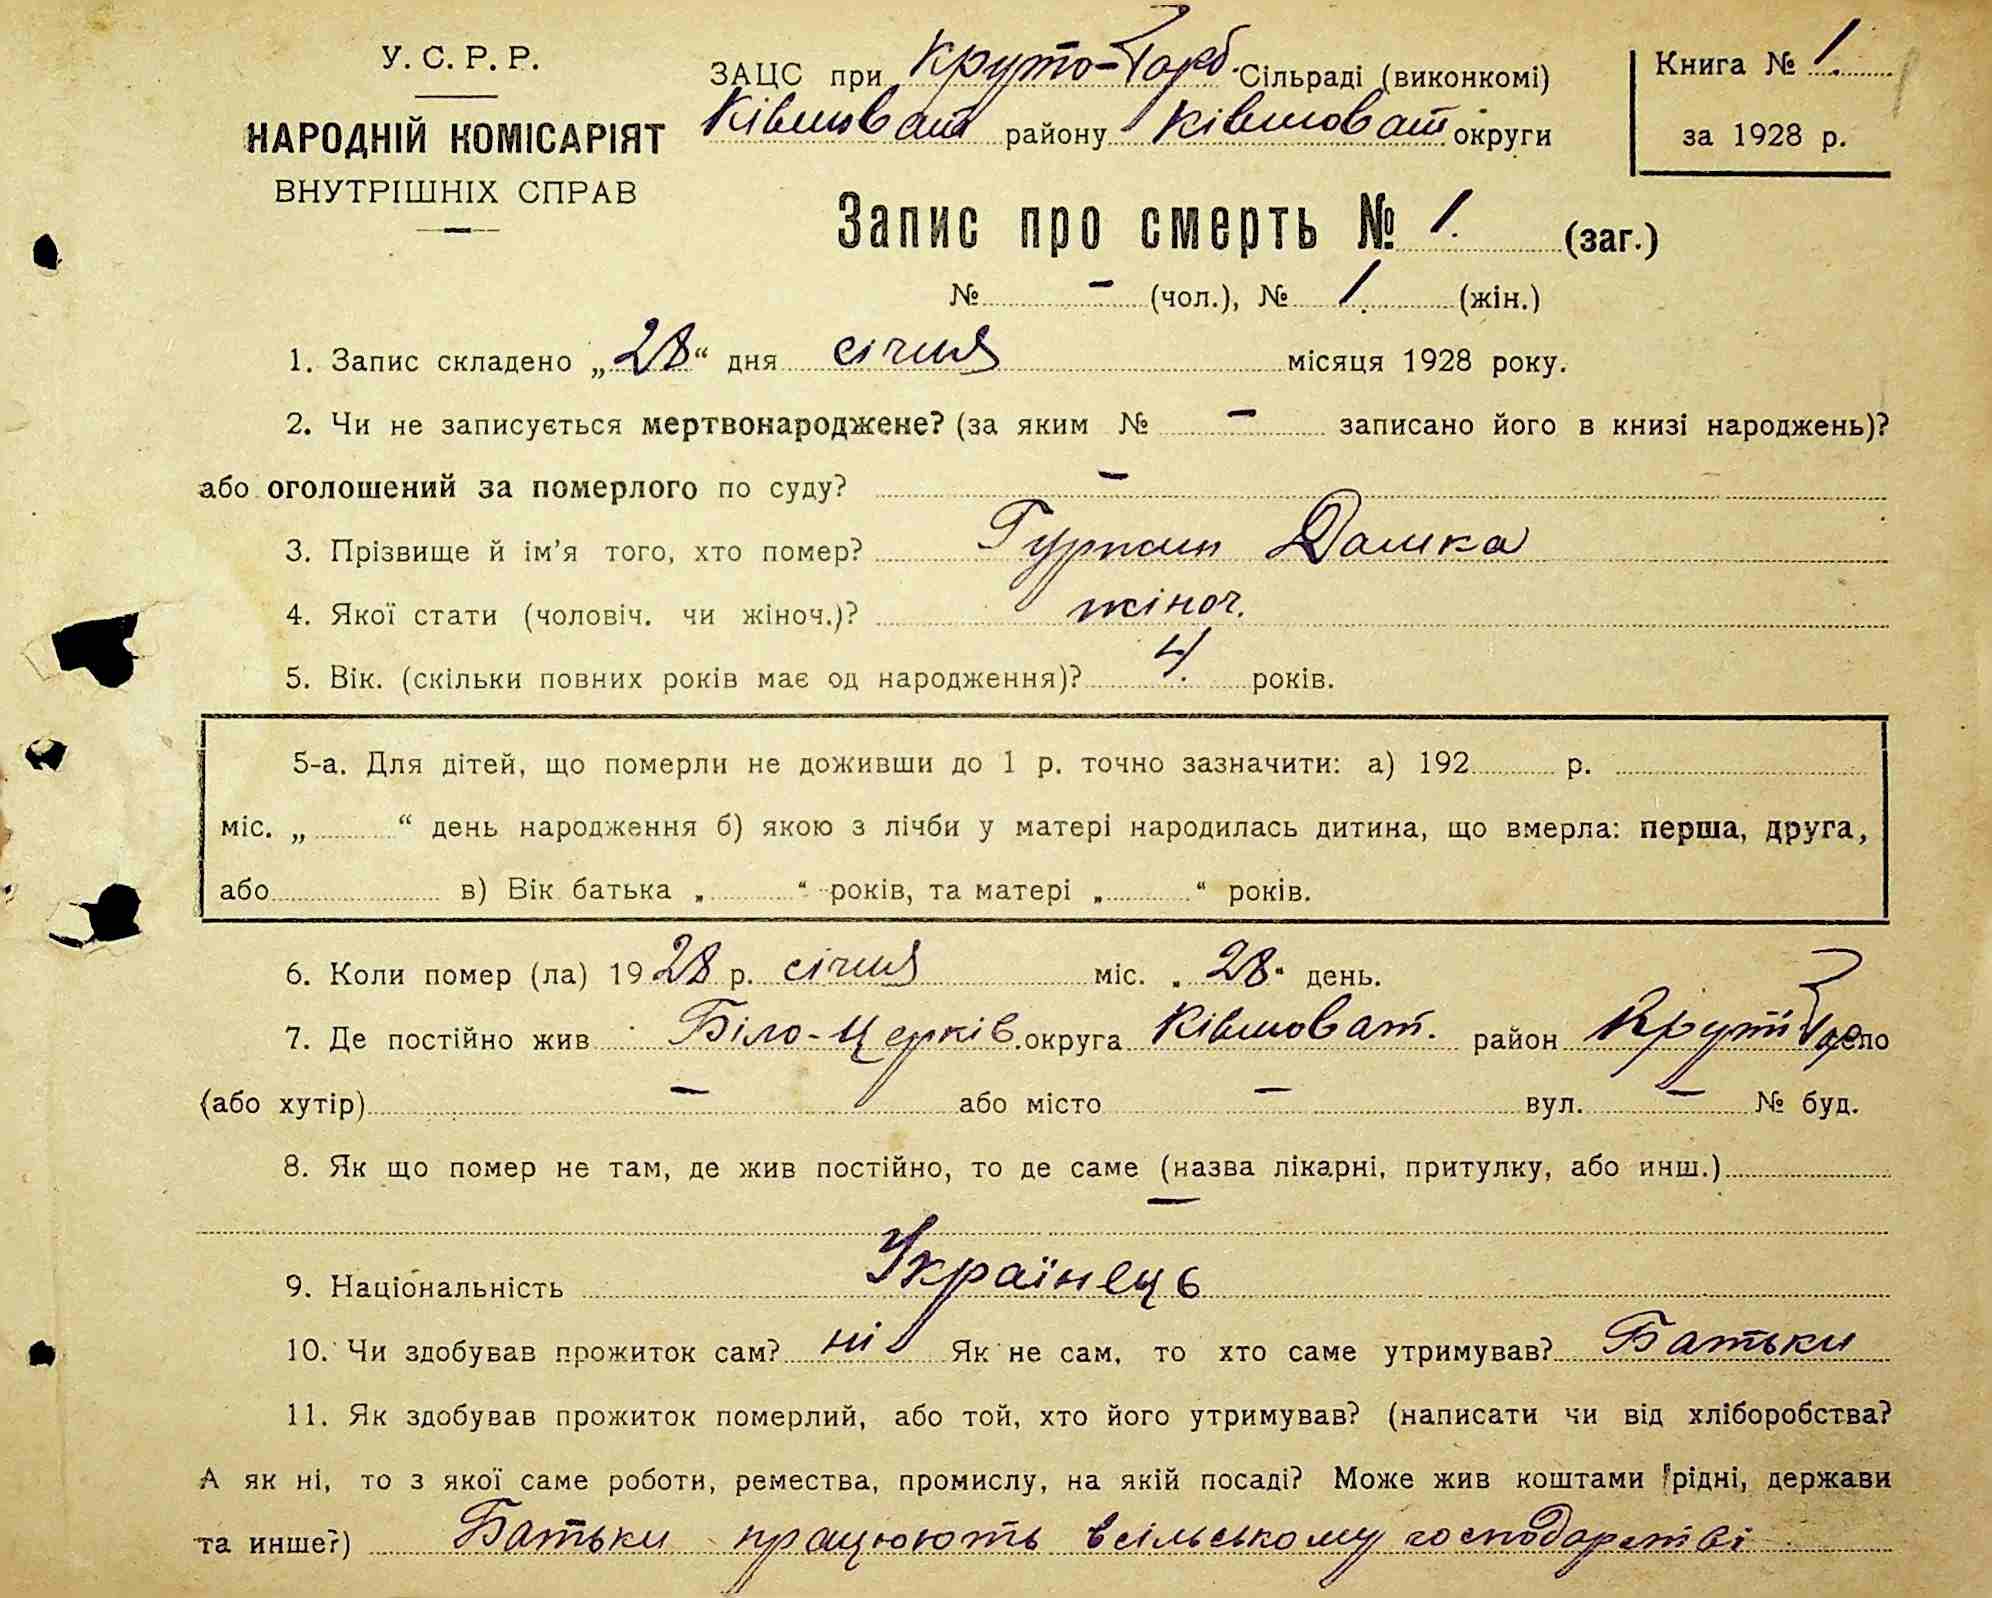 У. С. Р. Р.
НАРОДНІЙ КОМІСАРІЯТ
ВНУТРІШНІХ СПРАВ
ЗАЦС при Круто-Горб. Сільраді (виконкомі)
Ківшоват району Ківшоват округи
Книга № 1.
за 1928 р.
Запис про смерть № 1. (заг.)
№ - (чол.), № 1. (жін.)
1. Запис складено „28“ дня січня місяця 1928 року.
2. Чи не записується мертвонароджене? (за яким № - записано його в книзі народжень)?
або оголошений за померлого по суду? -
3. Прізвище й ім’я того, хто помер? Домка
4. Якої стати (чоловіч. чи жіноч.)? жіноч.
5. Вік. (скільки повних років має од народження)? 4. років.
5-а. Для дітей, що померли не доживши до 1 р. точно зазначити: а) 192 р.
міс. „ “ день народження б) якою з лічби у матері народилась дитина, що вмерла: перша, друга,
або в) Вік батька „ “ років, та матері „ “ років.
6. Коли помер (ла) 1928 р. січня міс. „28“ день.
7. Де постійно жив Біло-Церків. округа Ківшоват. район село
(або хутір) - або місто - вул. - № буд.
8. Як що помер не там, де жив постійно, то де саме (назва лікарні, притулку, або инш.)
-
9. Національність Українець
10. Чи здобував прожиток сам? ні Як не сам, то хто саме утримував? Батьки
11. Як здобував прожиток померлий, або той, хто його утримував? (написати чи від хліборобства?
А як ні, то з якої саме роботи, ремества, промислу, на якій посаді? Може жив коштами рідні, держави
та инше?) Батьки працюють в сільському господарстві